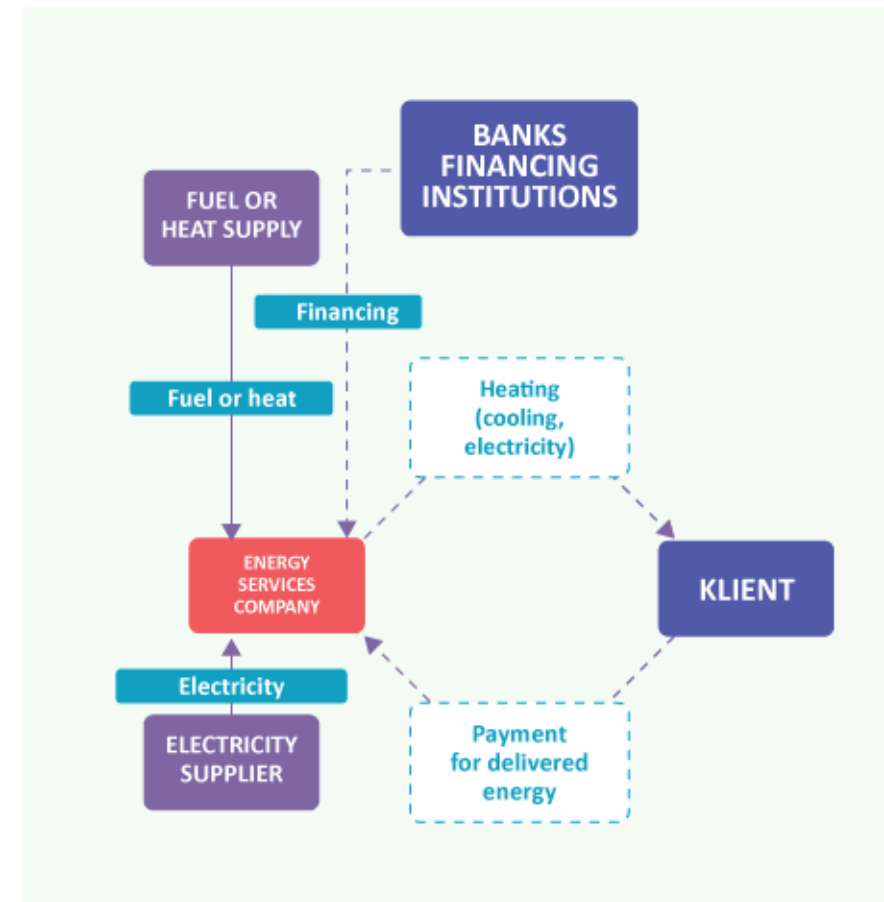 BANKS
FINANCING
INSTITUTIONS
FUEL OR
HEAT SUPPLY
Financing
Fuel or heat
Heating
(cooling,
electricity)
ENERGY
SERVICES
COMPANY
KLIENT
Electricity
ELECTRICITY
SUPPLIER
Payment
for delivered
energy